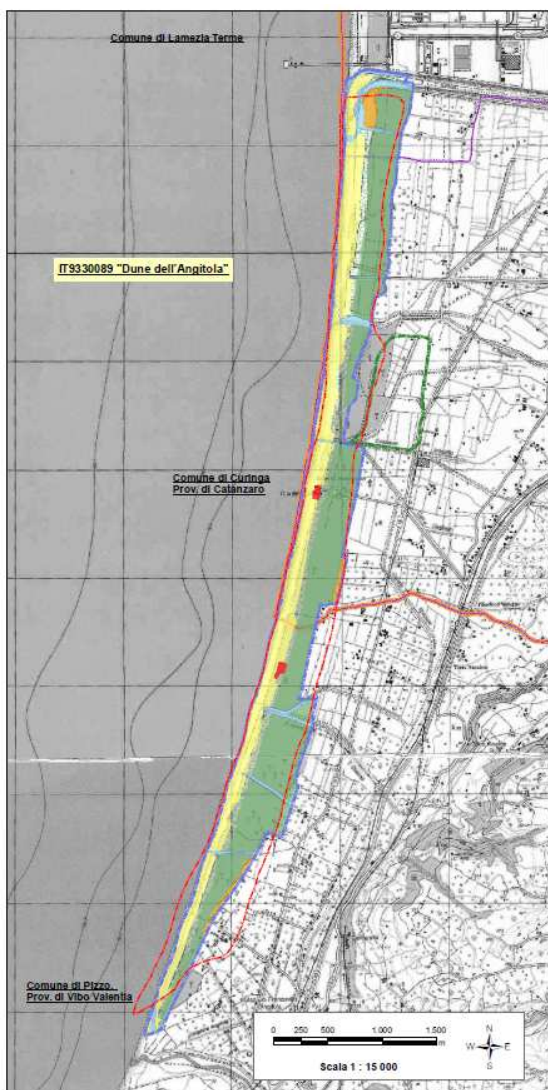 Comune di Lamezia Terme
IT9330089 "Dune dell'Angitola"
Comune di Curinga
Prov. di Catanzaro
Comune di Pizzo.
Prov. di Vibo Valentia
0 250 500 1.000 1.500
m
Scala 1 : 15 000
N
W E
S